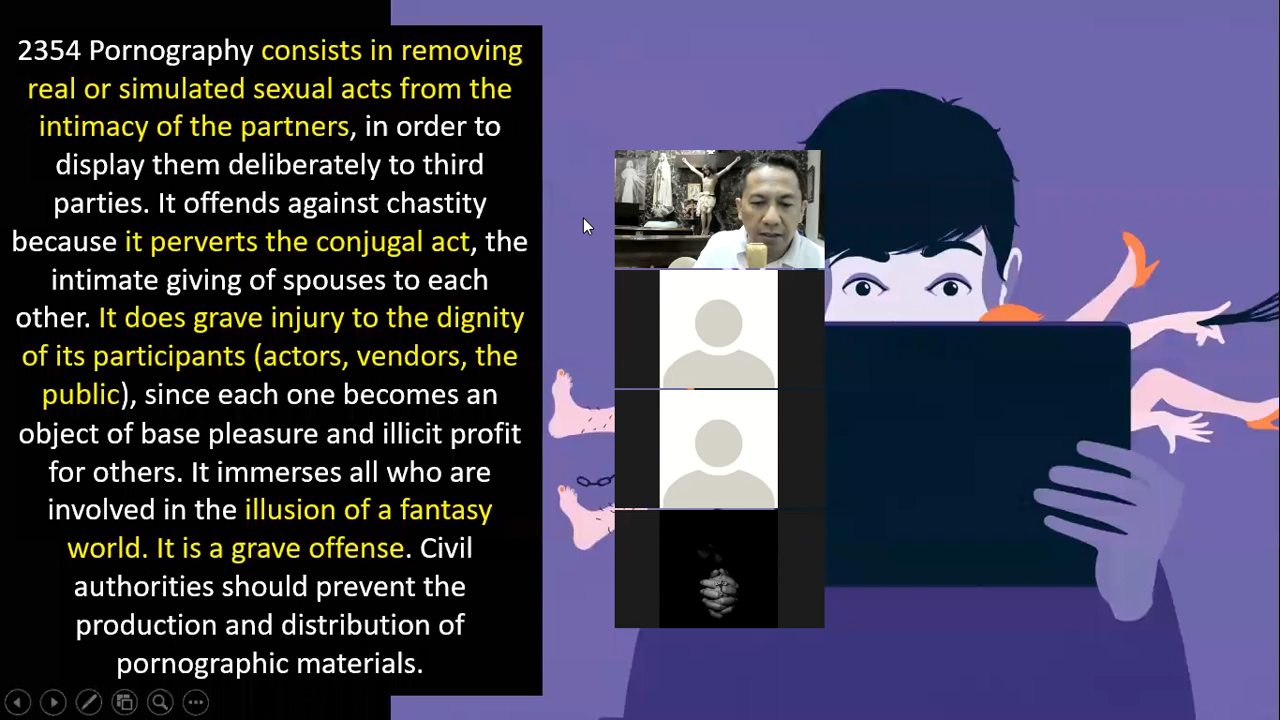 2354 Pornography consists in removing
real or simulated sexual acts from the
intimacy of the partners, in order to
display them deliberately to third
parties. It offends against chastity
because it perverts the conjugal act, the
intimate giving of spouses to each
other. It does grave injury to the dignity
of its participants (actors, vendors, the
public), since each one becomes an
object of base pleasure and illicit profit
for others. It immerses all who are
involved in the illusion of a fantasy
world. It is a grave offense. Civil
authorities should prevent the
production and distribution of
pornographic materials.